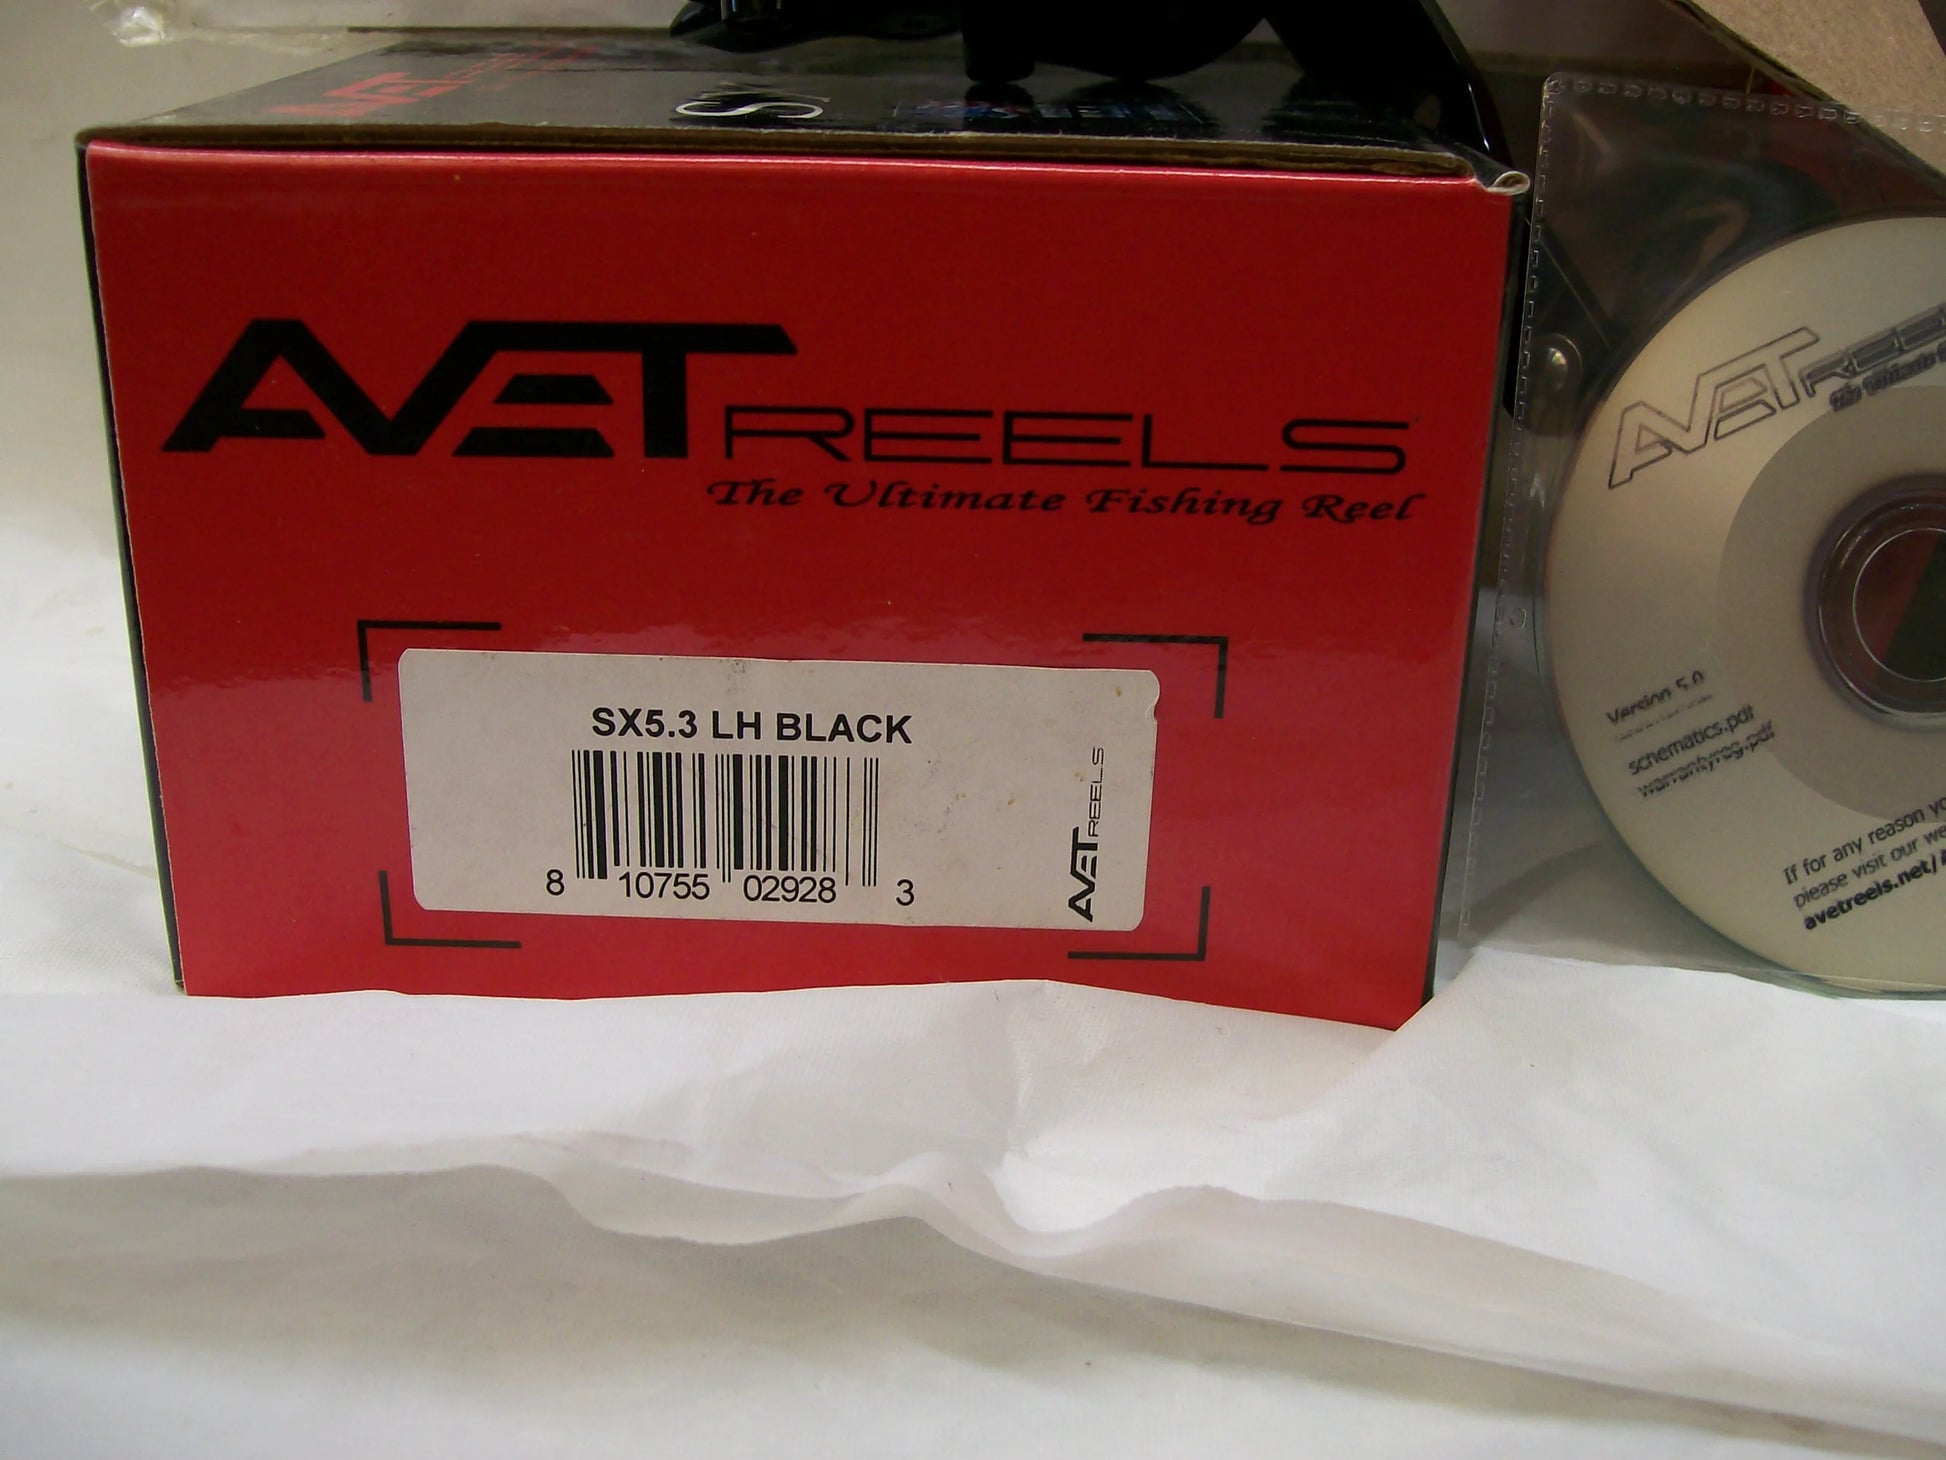 AVET REELS
The Ultimate Fishing Reel
SX5.3 LH BLACK
8 10755 02928 3
AVET REELS
AVET REELS
Version 5.0
schematics.pdf
warrantyreg.pdf
If for any reason
please visit our
avetreels.net/